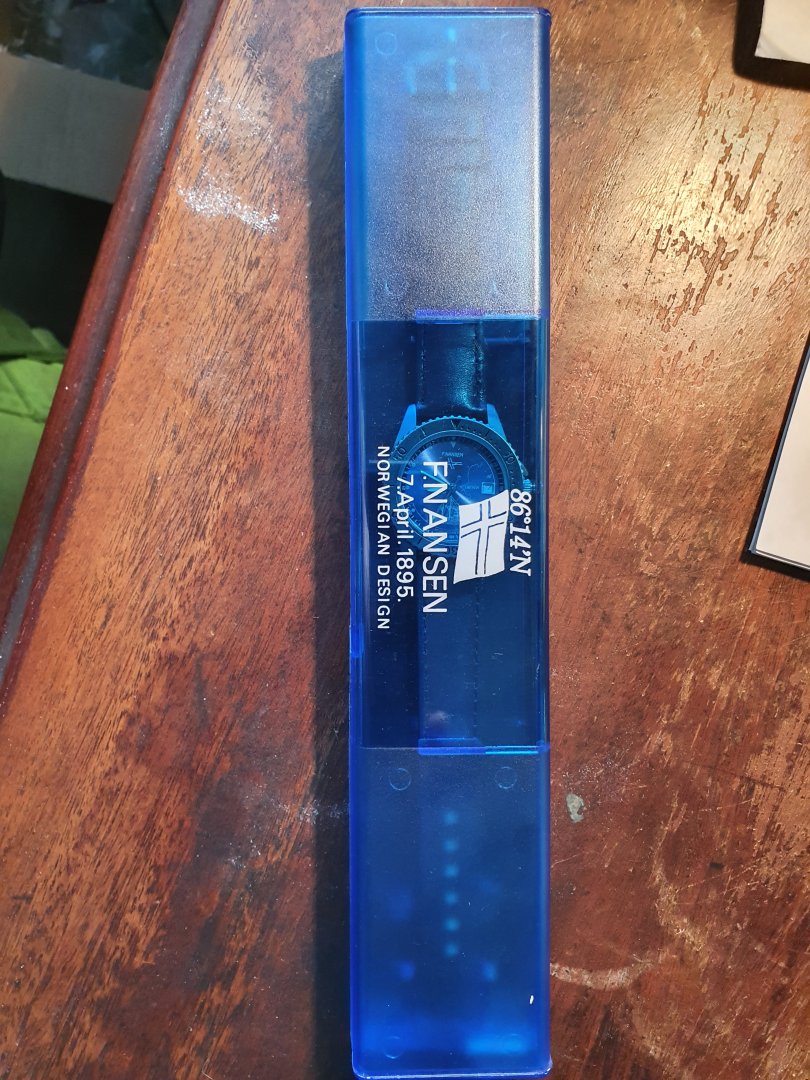 86°14'N
F.NANSEN
7.April.1895.
NORWEGIAN DESIGN